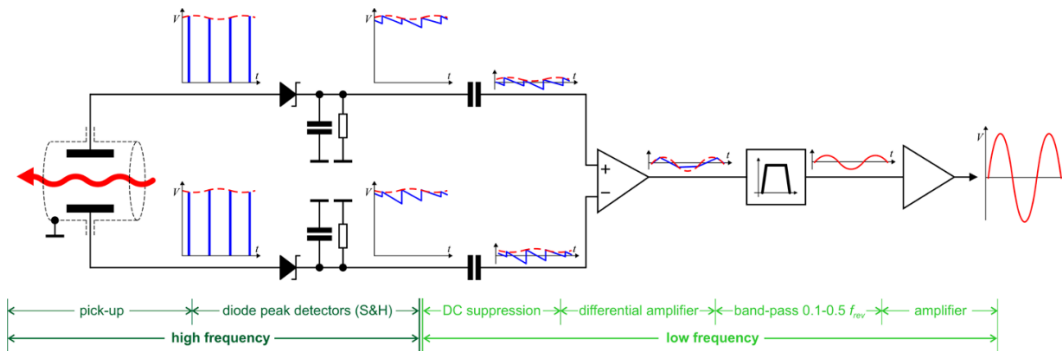 V
t
V
t
t
V
t
V
t
t
+
−
t
t
V
pick-up
diode peak detectors (S&H)
DC suppression
differential amplifier
band-pass 0.1-0.5 f_rev
amplifier
high frequency
low frequency